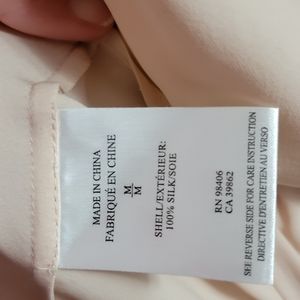 MADE IN CHINA
FABRIQUÉ EN CHINE
M
M
SHELL/EXTÉRIEUR:
100% SILK/SOIE
RN 98406
CA 39862
SEE REVERSE SIDE FOR CARE INSTRUCTION
DIRECTIVE D'ENTRETIEN AU VERSO